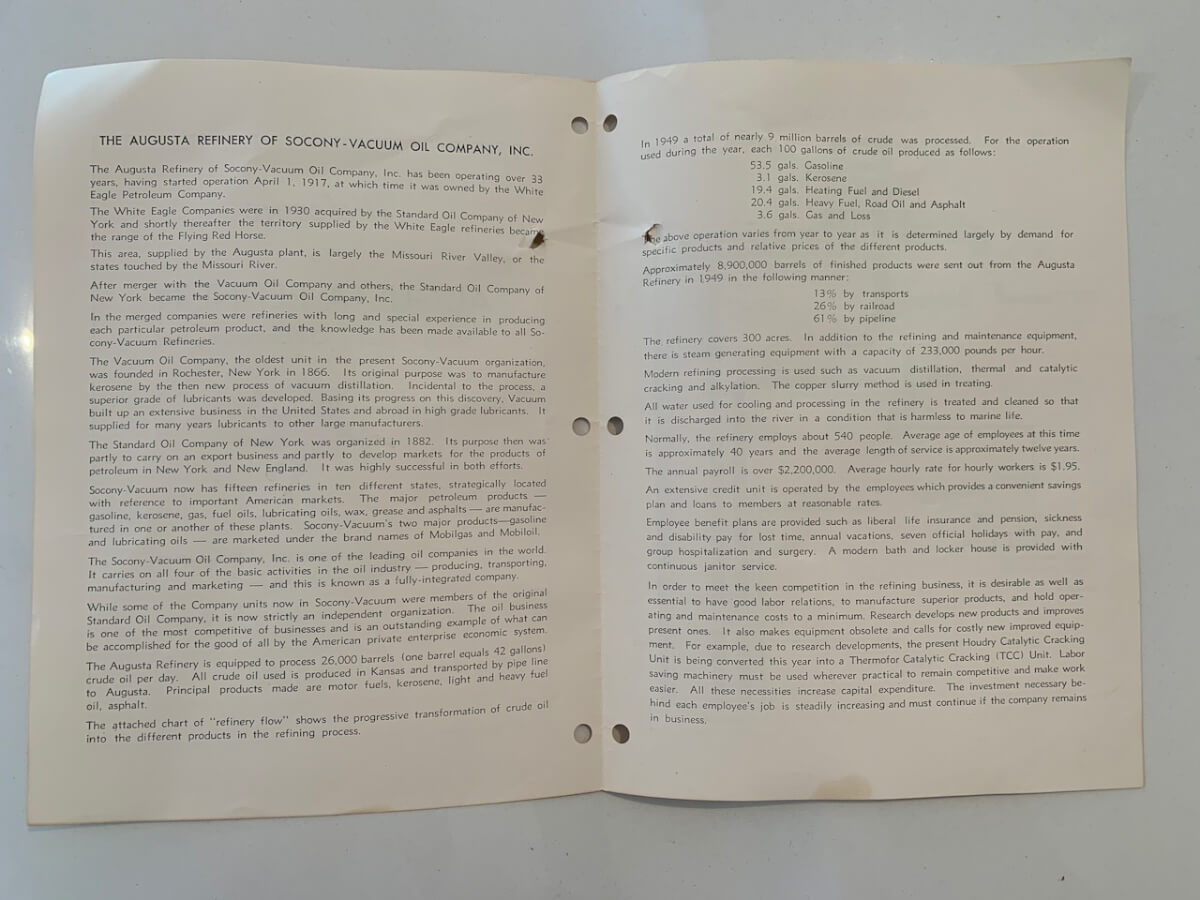 THE AUGUSTA REFINERY OF SOCONY-VACUUM OIL COMPANY, INC.
The Augusta Refinery of Socony-Vacuum Oil Company, Inc. has been operating over 33
years, having started operation April 1, 1917, at which time it was owned by the White
Eagle Petroleum Company.
The White Eagle Companies were in 1930 acquired by the Standard Oil Company of New
York and shortly thereafter the territory supplied by the White Eagle refineries became
the range of the Flying Red Horse.
This area, supplied by the Augusta plant, is largely the Missouri River Valley, or the
states touched by the Missouri River.
After merger with the Vacuum Oil Company and others, the Standard Oil Company of
New York became the Socony-Vacuum Oil Company, Inc.
In the merged companies were refineries with long and special experience in producing
each particular petroleum product, and the knowledge has been made available to all So-
cony-Vacuum Refineries.
The Vacuum Oil Company, the oldest unit in the present Socony-Vacuum organization,
was founded in Rochester, New York in 1866. Its original purpose was to manufacture
kerosene by the then new process of vacuum distillation. Incidental to the process, a
superior grade of lubricants was developed. Basing its progress on this discovery, Vacuum
built up an extensive business in the United States and abroad in high grade lubricants. It
supplied for many years lubricants to other large manufacturers.
The Standard Oil Company of New York was organized in 1882. Its purpose then was
partly to carry on an export business and partly to develop markets for the products of
petroleum in New York and New England. It was highly successful in both efforts.
Socony-Vacuum now has fifteen refineries in ten different states, strategically located
with reference to important American markets. The major petroleum products —
gasoline, kerosene, gas, fuel oils, lubricating oils, wax, grease and asphalts — are manufac-
tured in one or another of these plants. Socony-Vacuum's two major products—gasoline
and lubricating oils — are marketed under the brand names of Mobilgas and Mobiloil.
The Socony-Vacuum Oil Company, Inc. is one of the leading oil companies in the world.
It carries on all four of the basic activities in the oil industry — producing, transporting,
manufacturing and marketing — and this is known as a fully-integrated company.
While some of the Company units now in Socony-Vacuum were members of the original
Standard Oil Company, it is now strictly an independent organization. The oil business
is one of the most competitive of businesses and is an outstanding example of what can
be accomplished for the good of all by the American private enterprise economic system.
The Augusta Refinery is equipped to process 26,000 barrels (one barrel equals 42 gallons)
crude oil per day. All crude oil used is produced in Kansas and transported by pipe line
to Augusta. Principal products made are motor fuels, kerosene, light and heavy fuel
oil, asphalt.
The attached chart of "refinery flow" shows the progressive transformation of crude oil
into the different products in the refining process.
In 1949 a total of nearly 9 million barrels of crude was processed. For the operation
used during the year, each 100 gallons of crude oil produced as follows:
53.5 gals. Gasoline
3.1 gals. Kerosene
19.4 gals. Heating Fuel and Diesel
20.4 gals. Heavy Fuel, Road Oil and Asphalt
3.6 gals. Gas and Loss
The above operation varies from year to year as it is determined largely by demand for
specific products and relative prices of the different products.
Approximately 8,900,000 barrels of finished products were sent out from the Augusta
Refinery in 1949 in the following manner:
13% by transports
26% by railroad
61% by pipeline
The refinery covers 300 acres. In addition to the refining and maintenance equipment,
there is steam generating equipment with a capacity of 233,000 pounds per hour.
Modern refining processing is used such as vacuum distillation, thermal and catalytic
cracking and alkylation. The copper slurry method is used in treating.
All water used for cooling and processing in the refinery is treated and cleaned so that
it is discharged into the river in a condition that is harmless to marine life.
Normally, the refinery employs about 540 people. Average age of employees at this time
is approximately 40 years and the average length of service is approximately twelve years.
The annual payroll is over $2,200,000. Average hourly rate for hourly workers is $1.95.
An extensive credit unit is operated by the employees which provides a convenient savings
plan and loans to members at reasonable rates.
Employee benefit plans are provided such as liberal life insurance and pension, sickness
and disability pay for lost time, annual vacations, seven official holidays with pay, and
group hospitalization and surgery. A modern bath and locker house is provided with
continuous janitor service.
In order to meet the keen competition in the refining business, it is desirable as well as
essential to have good labor relations, to manufacture superior products, and hold oper-
ating and maintenance costs to a minimum. Research develops new products and improves
present ones. It also makes equipment obsolete and calls for costly new improved equip-
ment. For example, due to research developments, the present Houdry Catalytic Cracking
Unit is being converted this year into a Thermofor Catalytic Cracking (TCC) Unit. Labor
saving machinery must be used wherever practical to remain competitive and make work
easier. All these necessities increase capital expenditure. The investment necessary be-
hind each employee's job is steadily increasing and must continue if the company remains
in business.